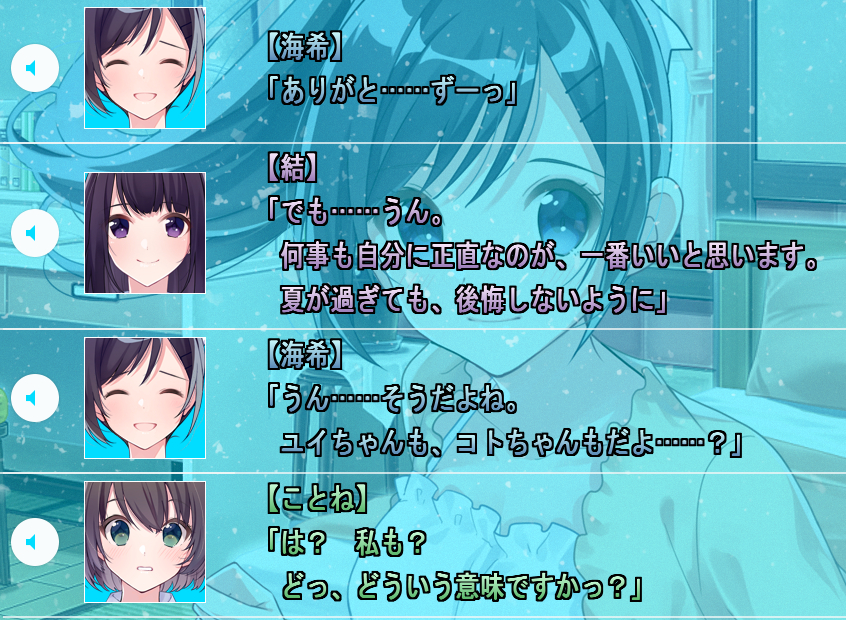 【海希】
「ありがと……ずーっ」
【結】
「でも……うん。
何事も自分に正直なのが、一番いいと思います。
夏が過ぎても、後悔しないように」
【海希】
「うん……そうだよね。
ユイちゃんも、コトちゃんもだよ……？」
【ことね】
「は？　私も？
どっ、どういう意味ですかっ？」